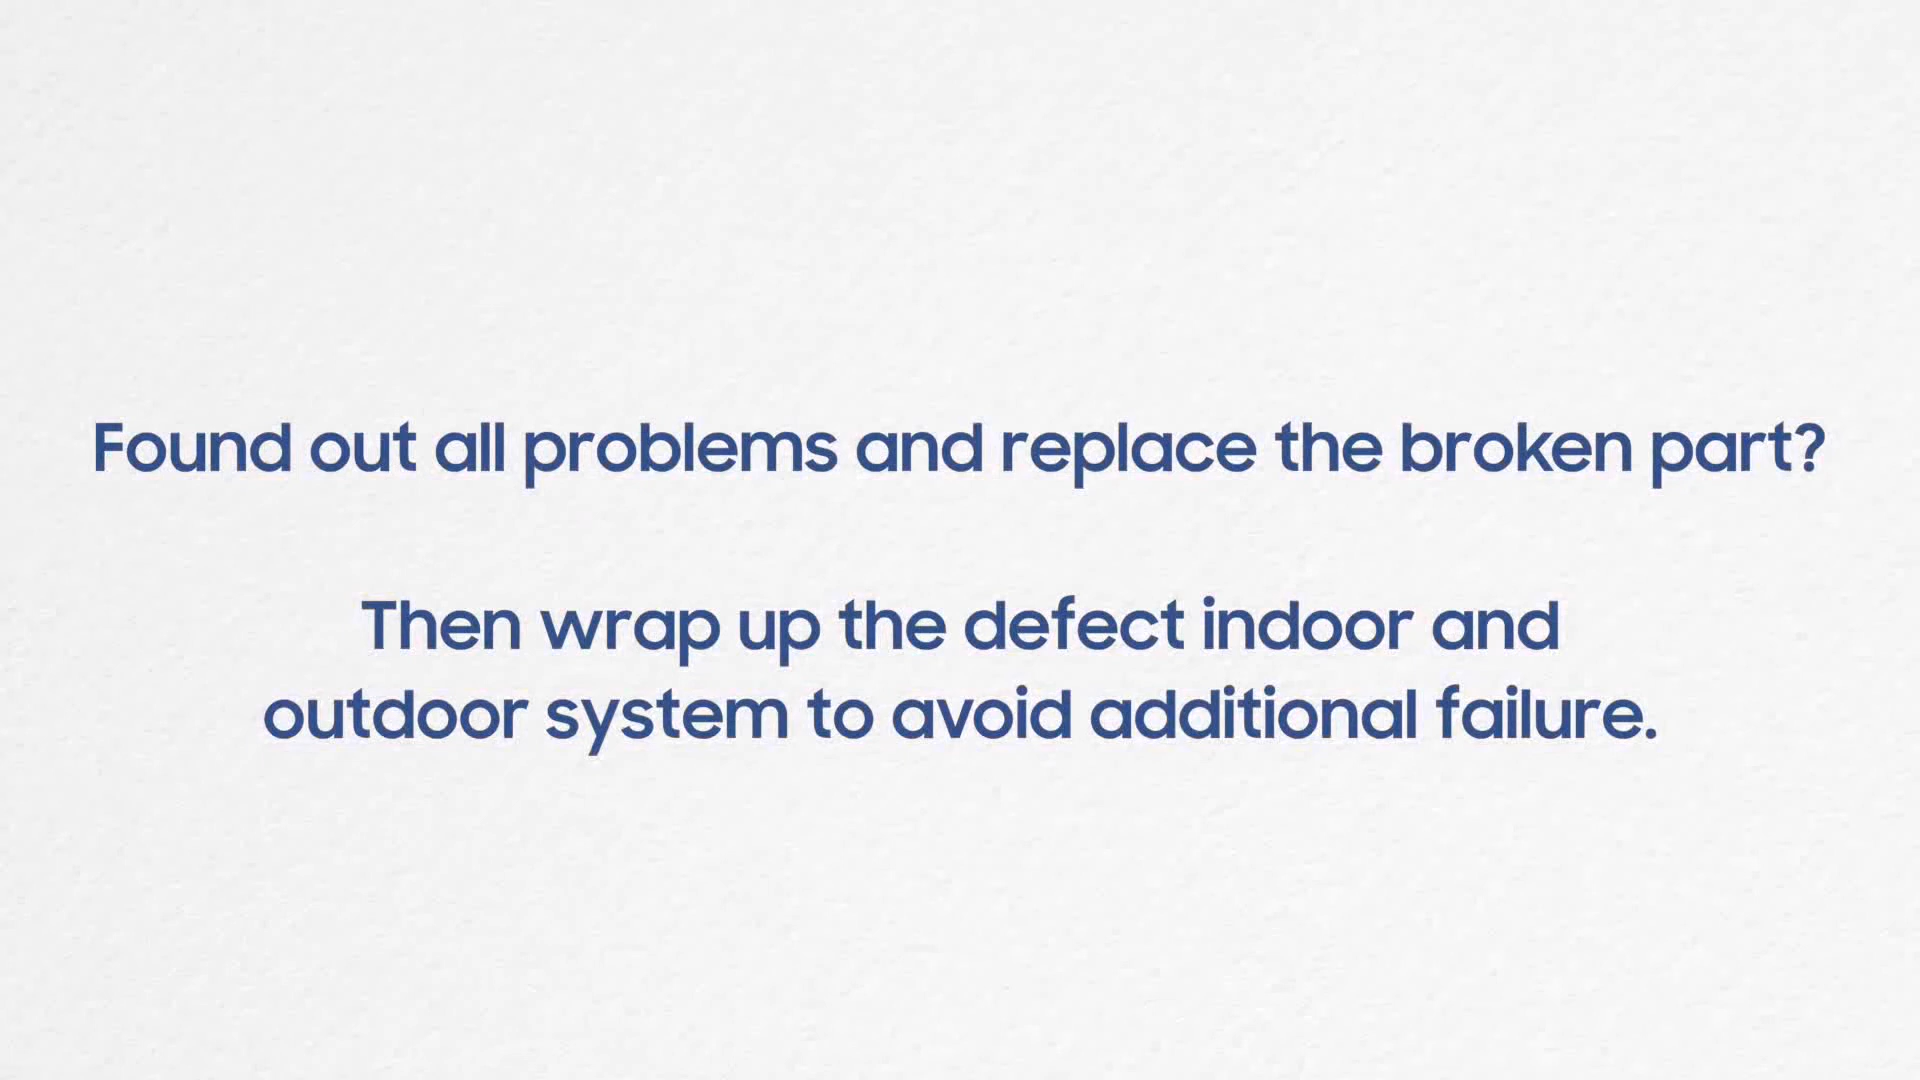 Found out all problems and replace the broken part?
Then wrap up the defect indoor and
outdoor system to avoid additional failure.